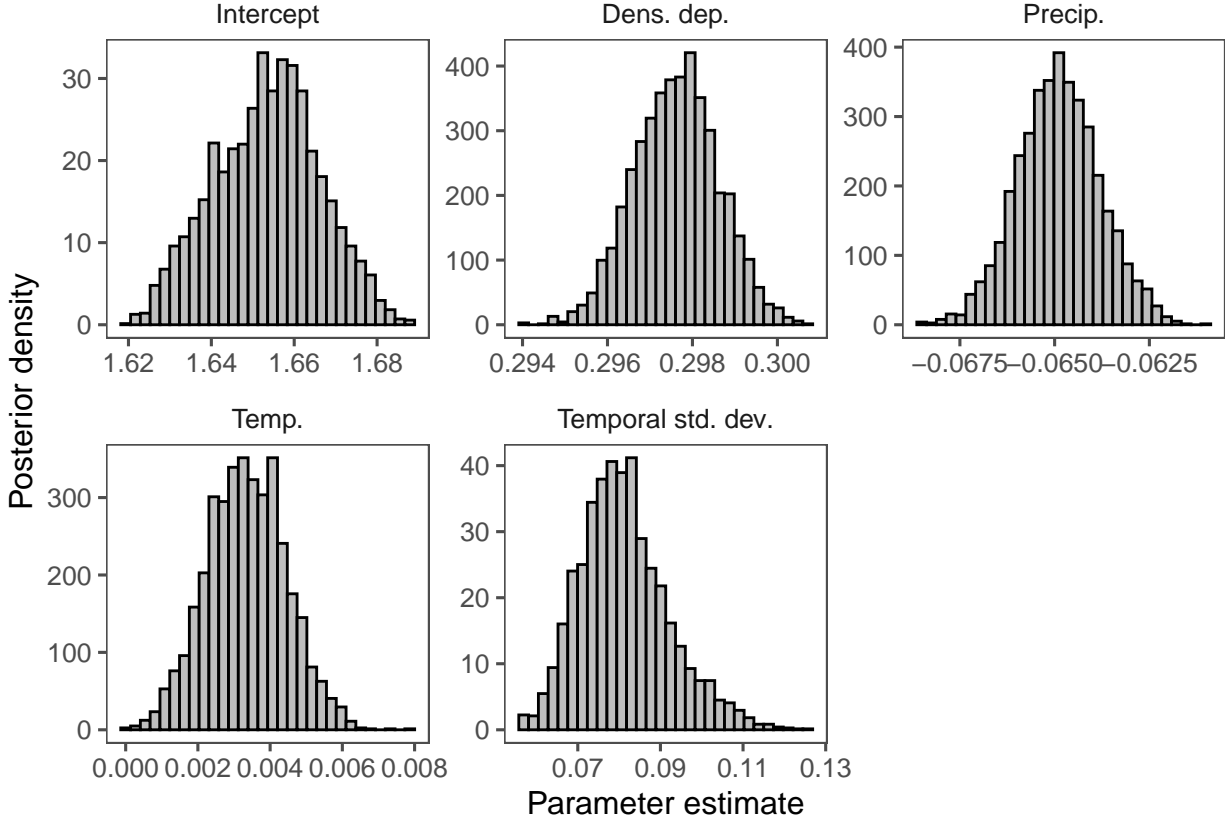 Intercept
Dens. dep.
Precip.
30
20
10
0
1.62 1.64 1.66 1.68
400
300
200
100
0
0.294 0.296 0.298 0.300
400
300
200
100
0
−0.0675 −0.0650 −0.0625
Posterior density
Temp.
Temporal std. dev.
300
200
100
0
0.000 0.002 0.004 0.006 0.008
40
30
20
10
0
0.07 0.09 0.11 0.13
Parameter estimate